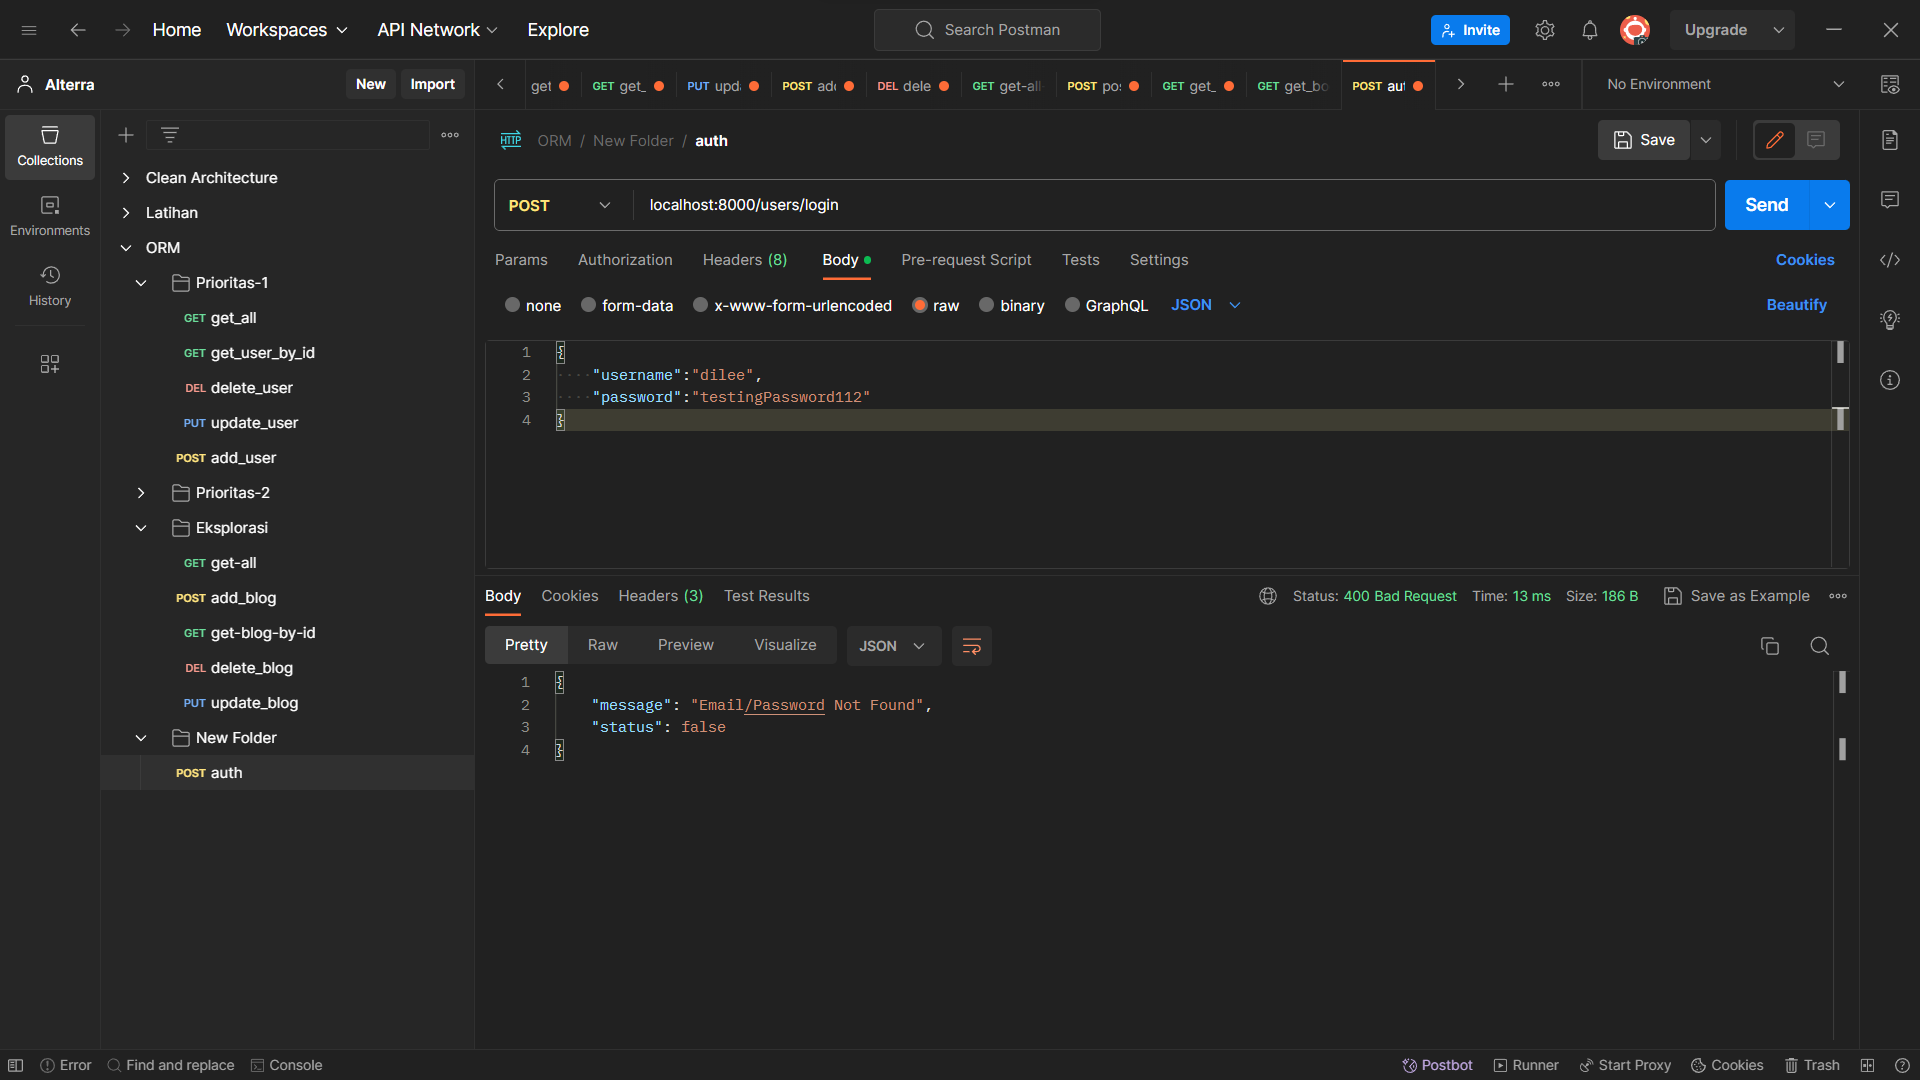 Home Workspaces API Network Explore Search Postman Invite Upgrade
Alterra New Import
get GET get_ PUT upd POST ad DEL dele GET get-all POST po GET get_ GET get_bo POST au No Environment
Collections
Environments
History
Clean Architecture
Latihan
ORM
Prioritas-1
GET get_all
GET get_user_by_id
DEL delete_user
PUT update_user
POST add_user
Prioritas-2
Eksplorasi
GET get-all
POST add_blog
GET get-blog-by-id
DEL delete_blog
PUT update_blog
New Folder
POST auth
HTTP ORM / New Folder / auth Save
POST localhost:8000/users/login Send
Params Authorization Headers (8) Body Pre-request Script Tests Settings Cookies
none form-data x-www-form-urlencoded raw binary GraphQL JSON Beautify
1 {
2 "username":"dilee",
3 "password":"testingPassword112"
4 }
Body Cookies Headers (3) Test Results Status: 400 Bad Request Time: 13 ms Size: 186 B Save as Example
Pretty Raw Preview Visualize JSON
1 {
2 "message": "Email/Password Not Found",
3 "status": false
4 }
Error Find and replace Console Postbot Runner Start Proxy Cookies Trash